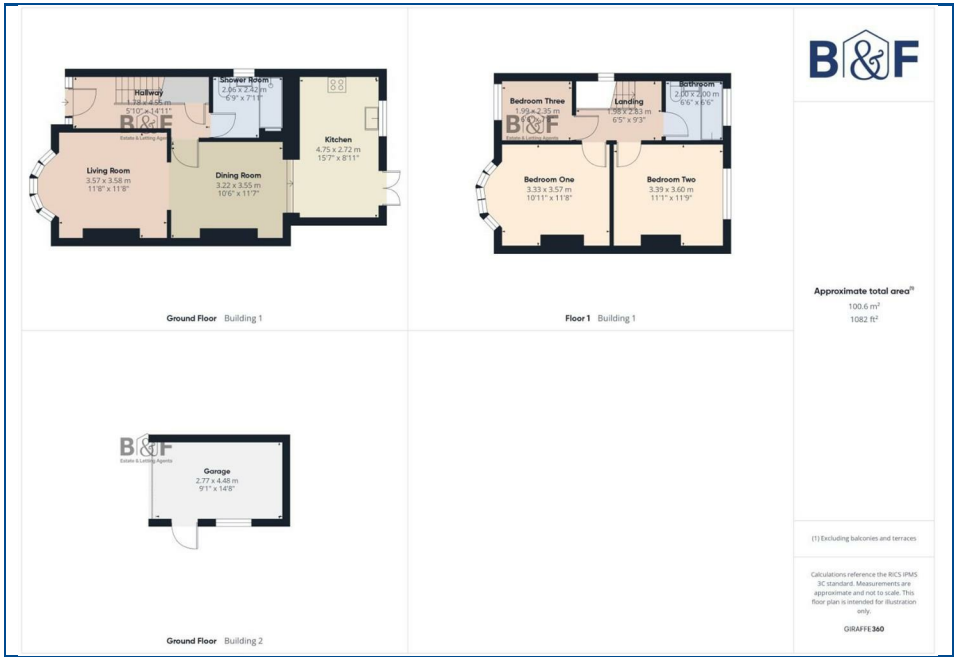 Hallway
1.78 x 4.55 m
5'10" x 14'11"
B&F
Estate & Letting Agents
Shower Room
2.06 x 2.42 m
6'9" x 7'11"
Kitchen
4.75 x 2.72 m
15'7" x 8'11"
Living Room
3.57 x 3.58 m
11'8" x 11'8"
Dining Room
3.22 x 3.55 m
10'6" x 11'7"
Ground Floor Building 1
Bedroom Three
1.99 x 2.35 m
B&F
Estate & Letting Agents
Landing
1.98 x 2.83 m
6'5" x 9'3"
Bathroom
2.00 x 2.00 m
6'6" x 6'6"
Bedroom One
3.33 x 3.57 m
10'11" x 11'8"
Bedroom Two
3.39 x 3.60 m
11'1" x 11'9"
Floor 1 Building 1
B&F
Estate & Letting Agents
Garage
2.77 x 4.48 m
9'1" x 14'8"
Ground Floor Building 2
B&F
Approximate total area(1)
100.6 m²
1082 ft²
(1) Excluding balconies and terraces
Calculations reference the RICS IPMS
3C standard. Measurements are
approximate and not to scale. This
floor plan is intended for illustration
only.
GIRAFFE360